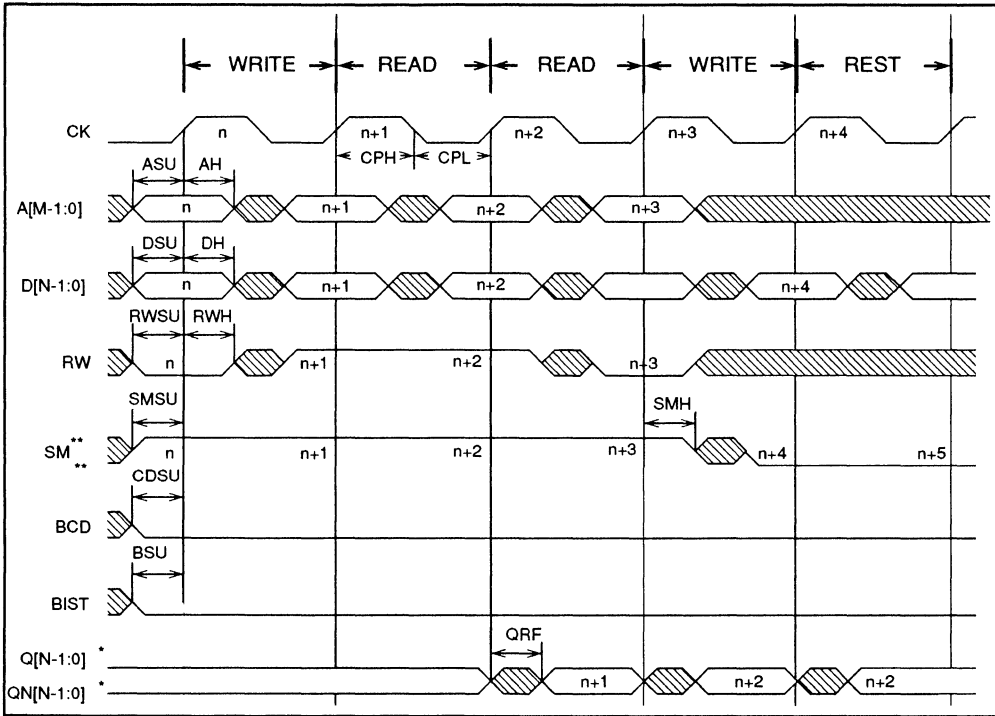 WRITE READ READ WRITE REST
CK n n+1 n+2 n+3 n+4
CPH CPL
ASU AH
A[M-1:0] n n+1 n+2 n+3
DSU DH
D[N-1:0] n n+1 n+2 n+4
RWSU RWH
RW n n+1 n+2 n+3
SMSU SMH
SM** n n+1 n+2 n+3 n+4 n+5
**
CDSU
BCD
BSU
BIST
QRF
Q[N-1:0] *
QN[N-1:0] * n+1 n+2 n+2